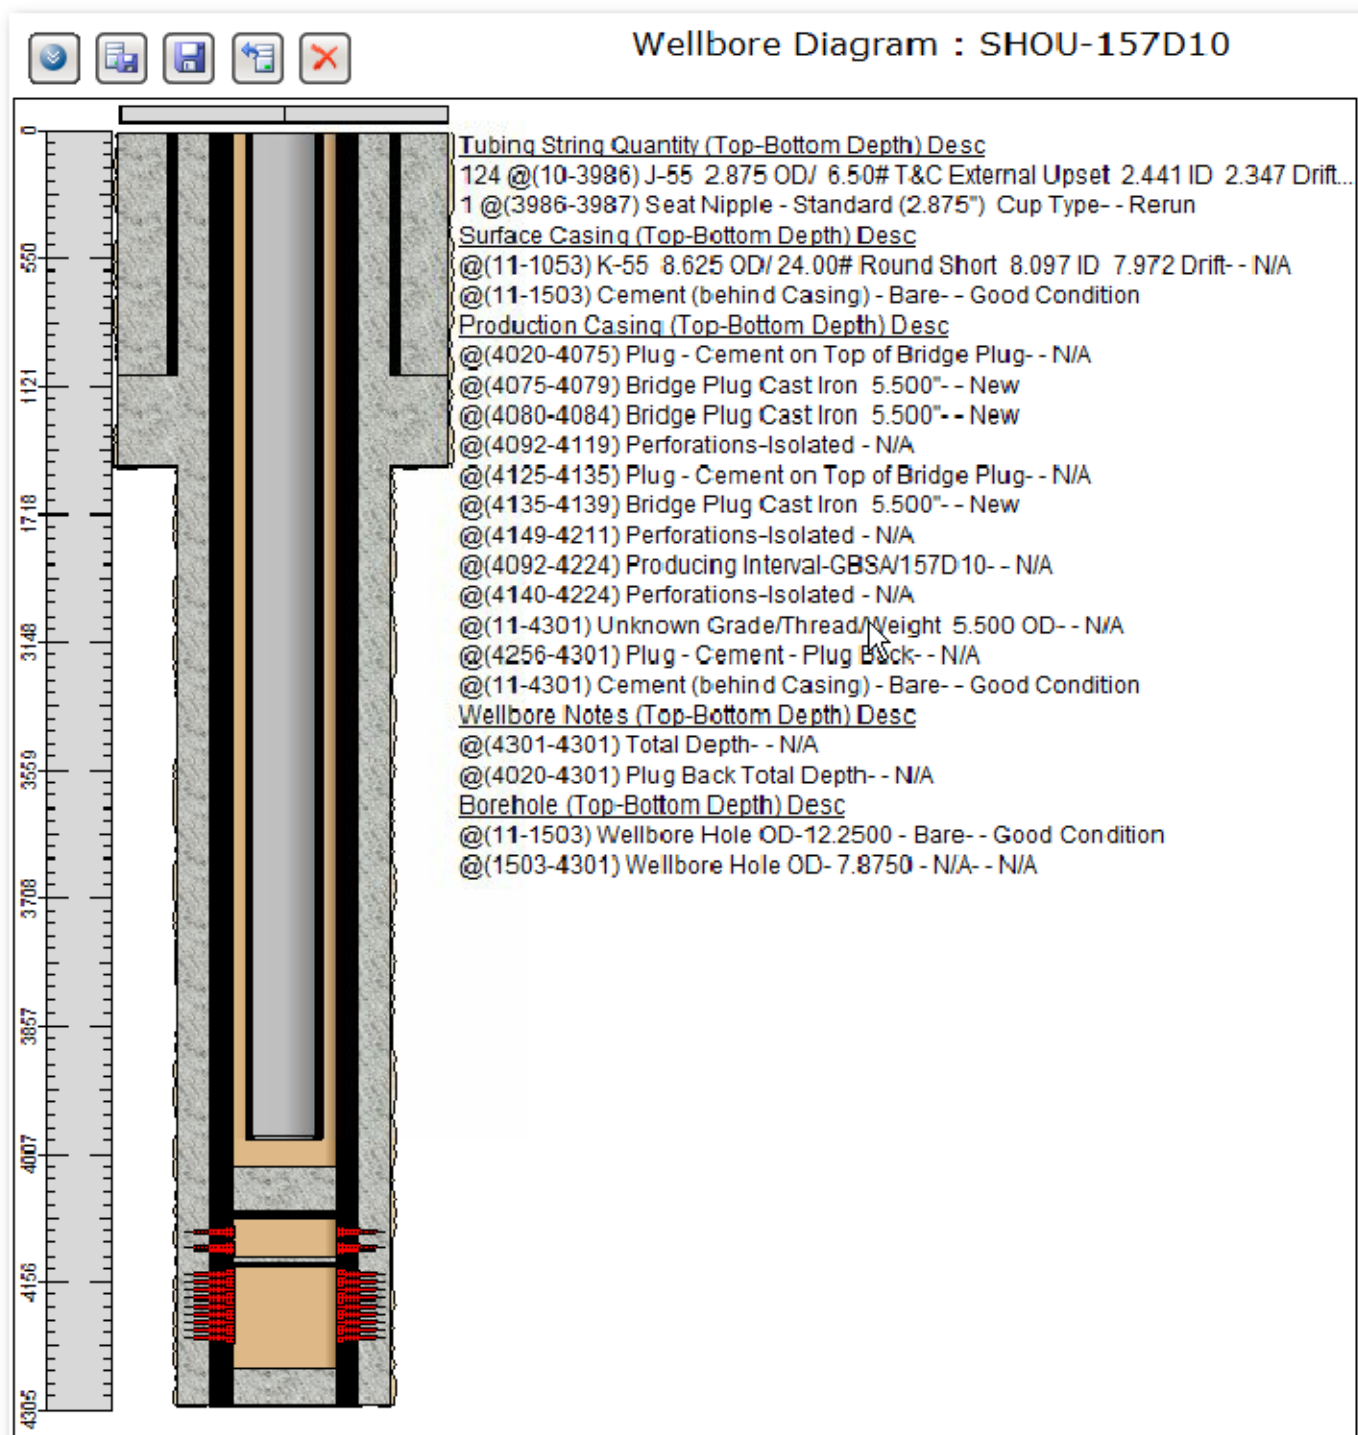 Wellbore Diagram : SHOU-157D10
Tubing String Quantity (Top-Bottom Depth) Desc
124 @(10-3986) J-55 2.875 OD/ 6.50# T&C External Upset 2.441 ID 2.347 Drift...
1 @(3986-3987) Seat Nipple - Standard (2.875") Cup Type- - Rerun
Surface Casing (Top-Bottom Depth) Desc
@(11-1053) K-55 8.625 OD/ 24.00# Round Short 8.097 ID 7.972 Drift- - N/A
@(11-1503) Cement (behind Casing) - Bare- - Good Condition
Production Casing (Top-Bottom Depth) Desc
@(4020-4075) Plug - Cement on Top of Bridge Plug- - N/A
@(4075-4079) Bridge Plug Cast Iron 5.500"- - New
@(4080-4084) Bridge Plug Cast Iron 5.500"- - New
@(4092-4119) Perforations-Isolated - N/A
@(4125-4135) Plug - Cement on Top of Bridge Plug- - N/A
@(4135-4139) Bridge Plug Cast Iron 5.500"- - New
@(4149-4211) Perforations-Isolated - N/A
@(4092-4224) Producing Interval-GBSA/157D10- - N/A
@(4140-4224) Perforations-Isolated - N/A
@(11-4301) Unknown Grade/Thread/Weight 5.500 OD- - N/A
@(4256-4301) Plug - Cement - Plug Back- - N/A
@(11-4301) Cement (behind Casing) - Bare- - Good Condition
Wellbore Notes (Top-Bottom Depth) Desc
@(4301-4301) Total Depth- - N/A
@(4020-4301) Plug Back Total Depth- - N/A
Borehole (Top-Bottom Depth) Desc
@(11-1503) Wellbore Hole OD-12.2500 - Bare- - Good Condition
@(1503-4301) Wellbore Hole OD- 7.8750 - N/A- - N/A
0
550
1121
1718
3148
3559
3708
3857
4007
4156
4305